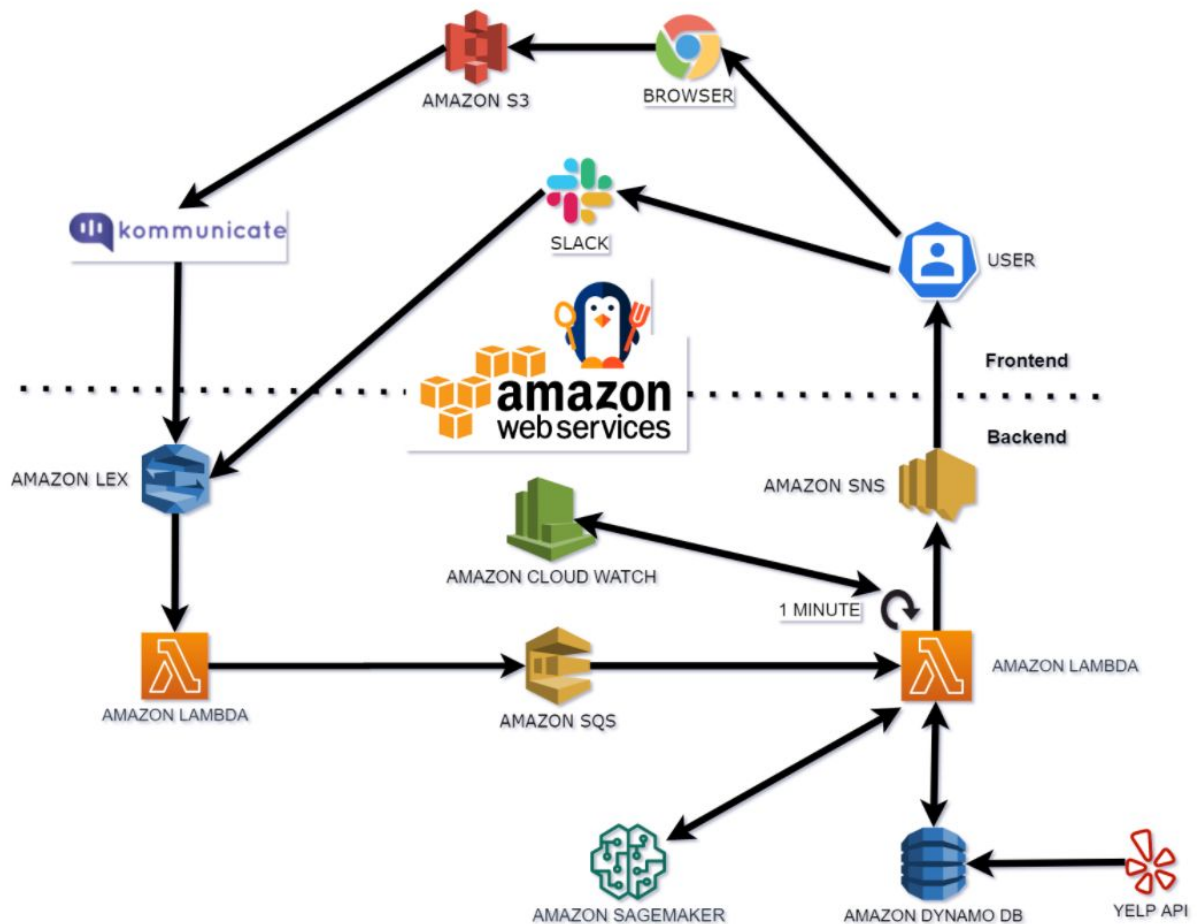 AMAZON S3
BROWSER
kommunicate
SLACK
USER
Frontend
amazon
web services
Backend
AMAZON LEX
AMAZON SNS
AMAZON CLOUD WATCH
1 MINUTE
AMAZON LAMBDA
AMAZON SQS
AMAZON LAMBDA
AMAZON SAGEMAKER
AMAZON DYNAMO DB
YELP API